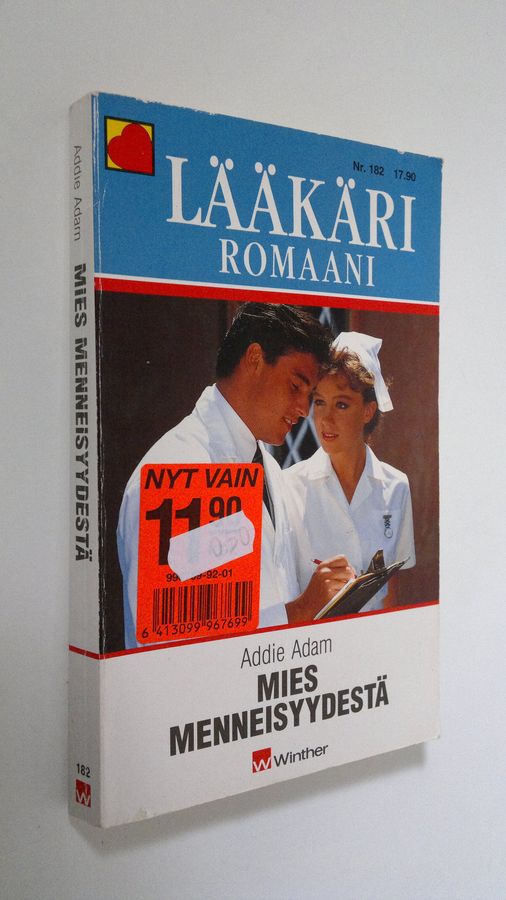 Addie Adam
MIES MENNEISYYDESTÄ
182
W
Nr. 182 17.90
LÄÄKÄRI
ROMAANI
NYT VAIN
11.90
0.50
6 413099 967699
Addie Adam
MIES
MENNEISYYDESTÄ
W Winther